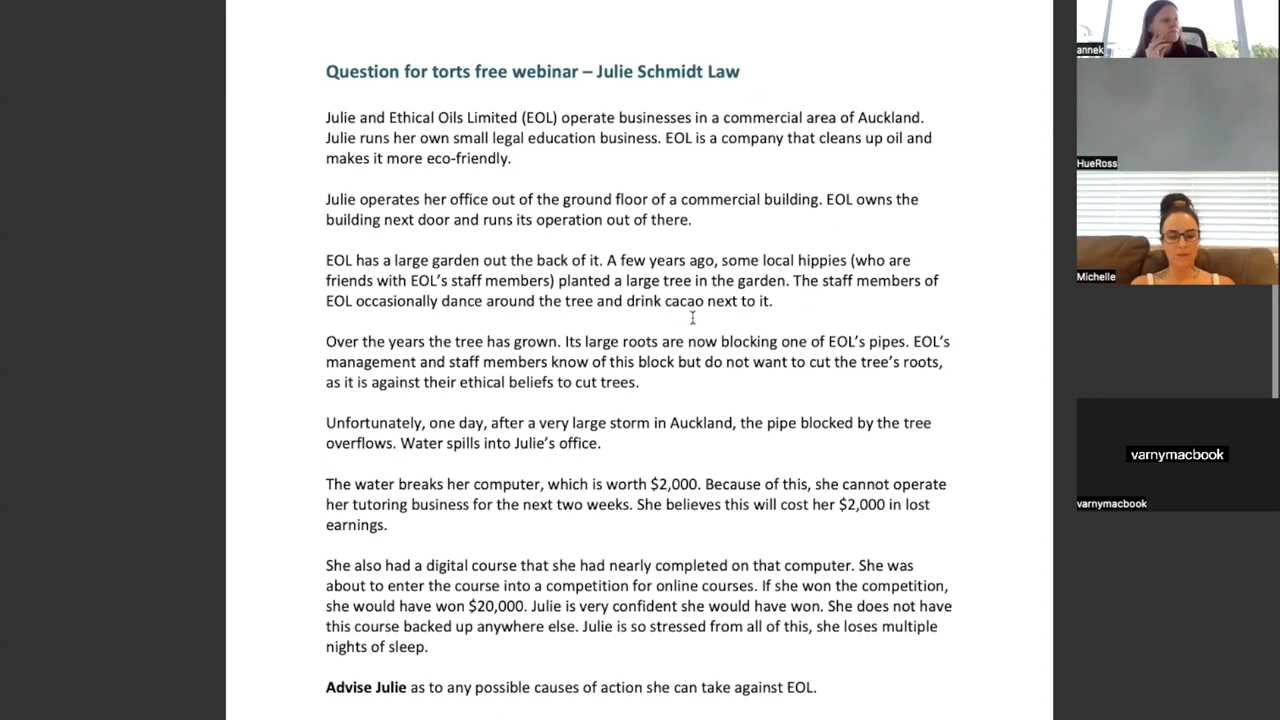 Question for torts free webinar – Julie Schmidt Law
Julie and Ethical Oils Limited (EOL) operate businesses in a commercial area of Auckland.
Julie runs her own small legal education business. EOL is a company that cleans up oil and
makes it more eco-friendly.
Julie operates her office out of the ground floor of a commercial building. EOL owns the
building next door and runs its operation out of there.
EOL has a large garden out the back of it. A few years ago, some local hippies (who are
friends with EOL's staff members) planted a large tree in the garden. The staff members of
EOL occasionally dance around the tree and drink cacao next to it.
Over the years the tree has grown. Its large roots are now blocking one of EOL's pipes. EOL's
management and staff members know of this block but do not want to cut the tree's roots,
as it is against their ethical beliefs to cut trees.
Unfortunately, one day, after a very large storm in Auckland, the pipe blocked by the tree
overflows. Water spills into Julie's office.
The water breaks her computer, which is worth $2,000. Because of this, she cannot operate
her tutoring business for the next two weeks. She believes this will cost her $2,000 in lost
earnings.
She also had a digital course that she had nearly completed on that computer. She was
about to enter the course into a competition for online courses. If she won the competition,
she would have won $20,000. Julie is very confident she would have won. She does not have
this course backed up anywhere else. Julie is so stressed from all of this, she loses multiple
nights of sleep.
Advise Julie as to any possible causes of action she can take against EOL.
annek
HueRoss
Michelle
varnymacbook
varnymacbook